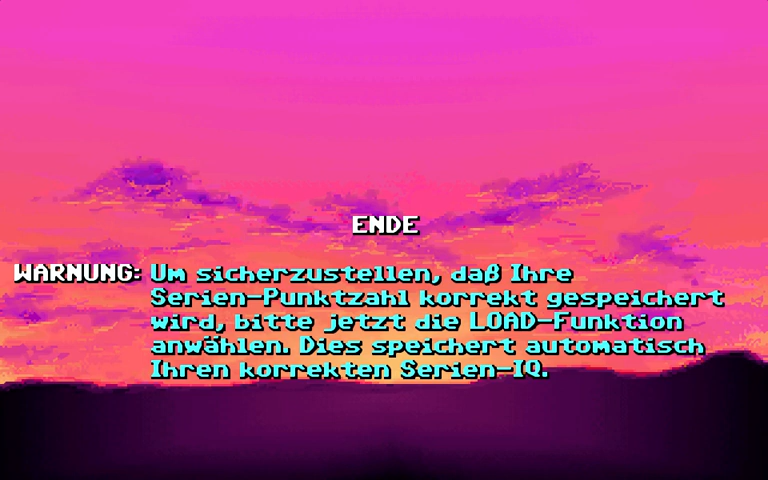 ENDE
WARNUNG: Um sicherzustellen, daß Ihre
Serien-Punktzahl korrekt gespeichert
wird, bitte jetzt die LOAD-Funktion
anwählen. Dies speichert automatisch
Ihren korrekten Serien-IQ.